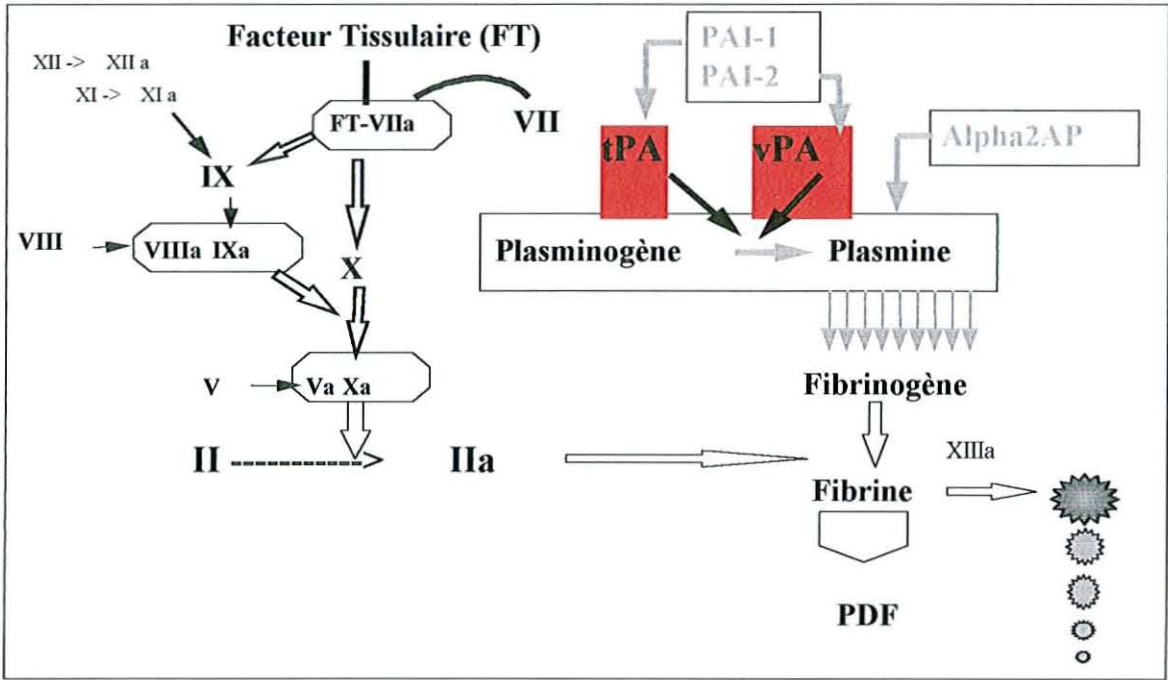 Facteur Tissulaire (FT)
XII -> XII a
XI -> XI a
FT-VIIa
VII
IX
VIII
VIIIa IXa
X
V
Va Xa
II
IIa
PAI-1
PAI-2
tPA
vPA
Alpha2AP
Plasminogène
Plasmine
Fibrinogène
XIIIa
Fibrine
PDF